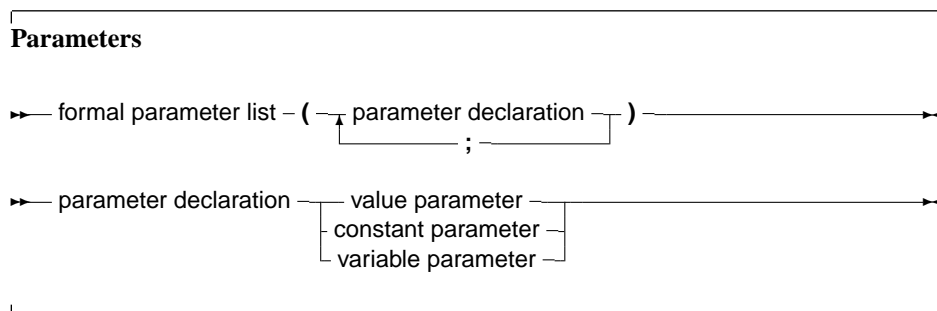 Parameters
formal parameter list ( parameter declaration )
;
parameter declaration value parameter
constant parameter
variable parameter